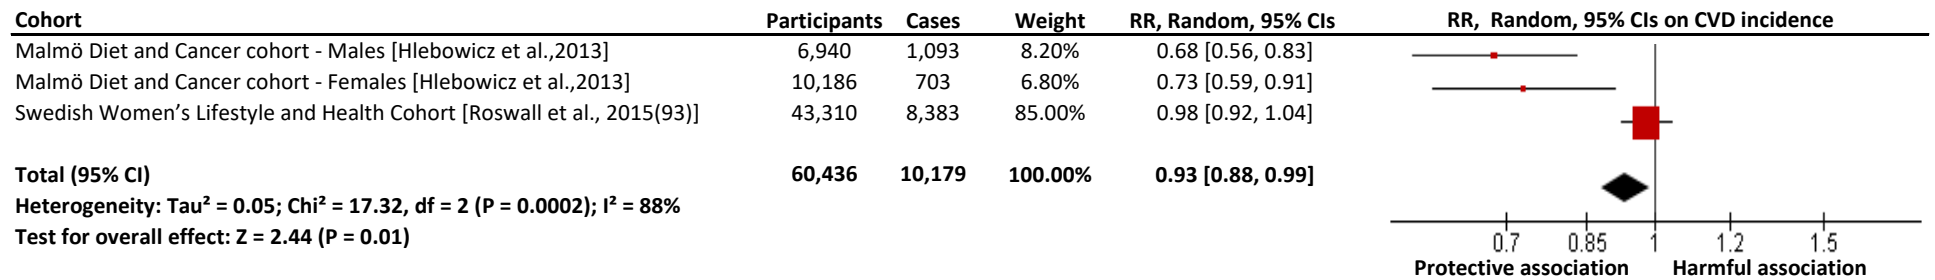 Cohort Participants Cases Weight RR, Random, 95% CIs RR, Random, 95% CIs on CVD incidence
Malmö Diet and Cancer cohort - Males [Hlebowicz et al.,2013] 6,940 1,093 8.20% 0.68 [0.56, 0.83]
Malmö Diet and Cancer cohort - Females [Hlebowicz et al.,2013] 10,186 703 6.80% 0.73 [0.59, 0.91]
Swedish Women’s Lifestyle and Health Cohort [Roswall et al., 2015(93)] 43,310 8,383 85.00% 0.98 [0.92, 1.04]
Total (95% CI) 60,436 10,179 100.00% 0.93 [0.88, 0.99]
Heterogeneity: Tau² = 0.05; Chi² = 17.32, df = 2 (P = 0.0002); I² = 88%
Test for overall effect: Z = 2.44 (P = 0.01)
0.7 0.85 1 1.2 1.5
Protective association Harmful association